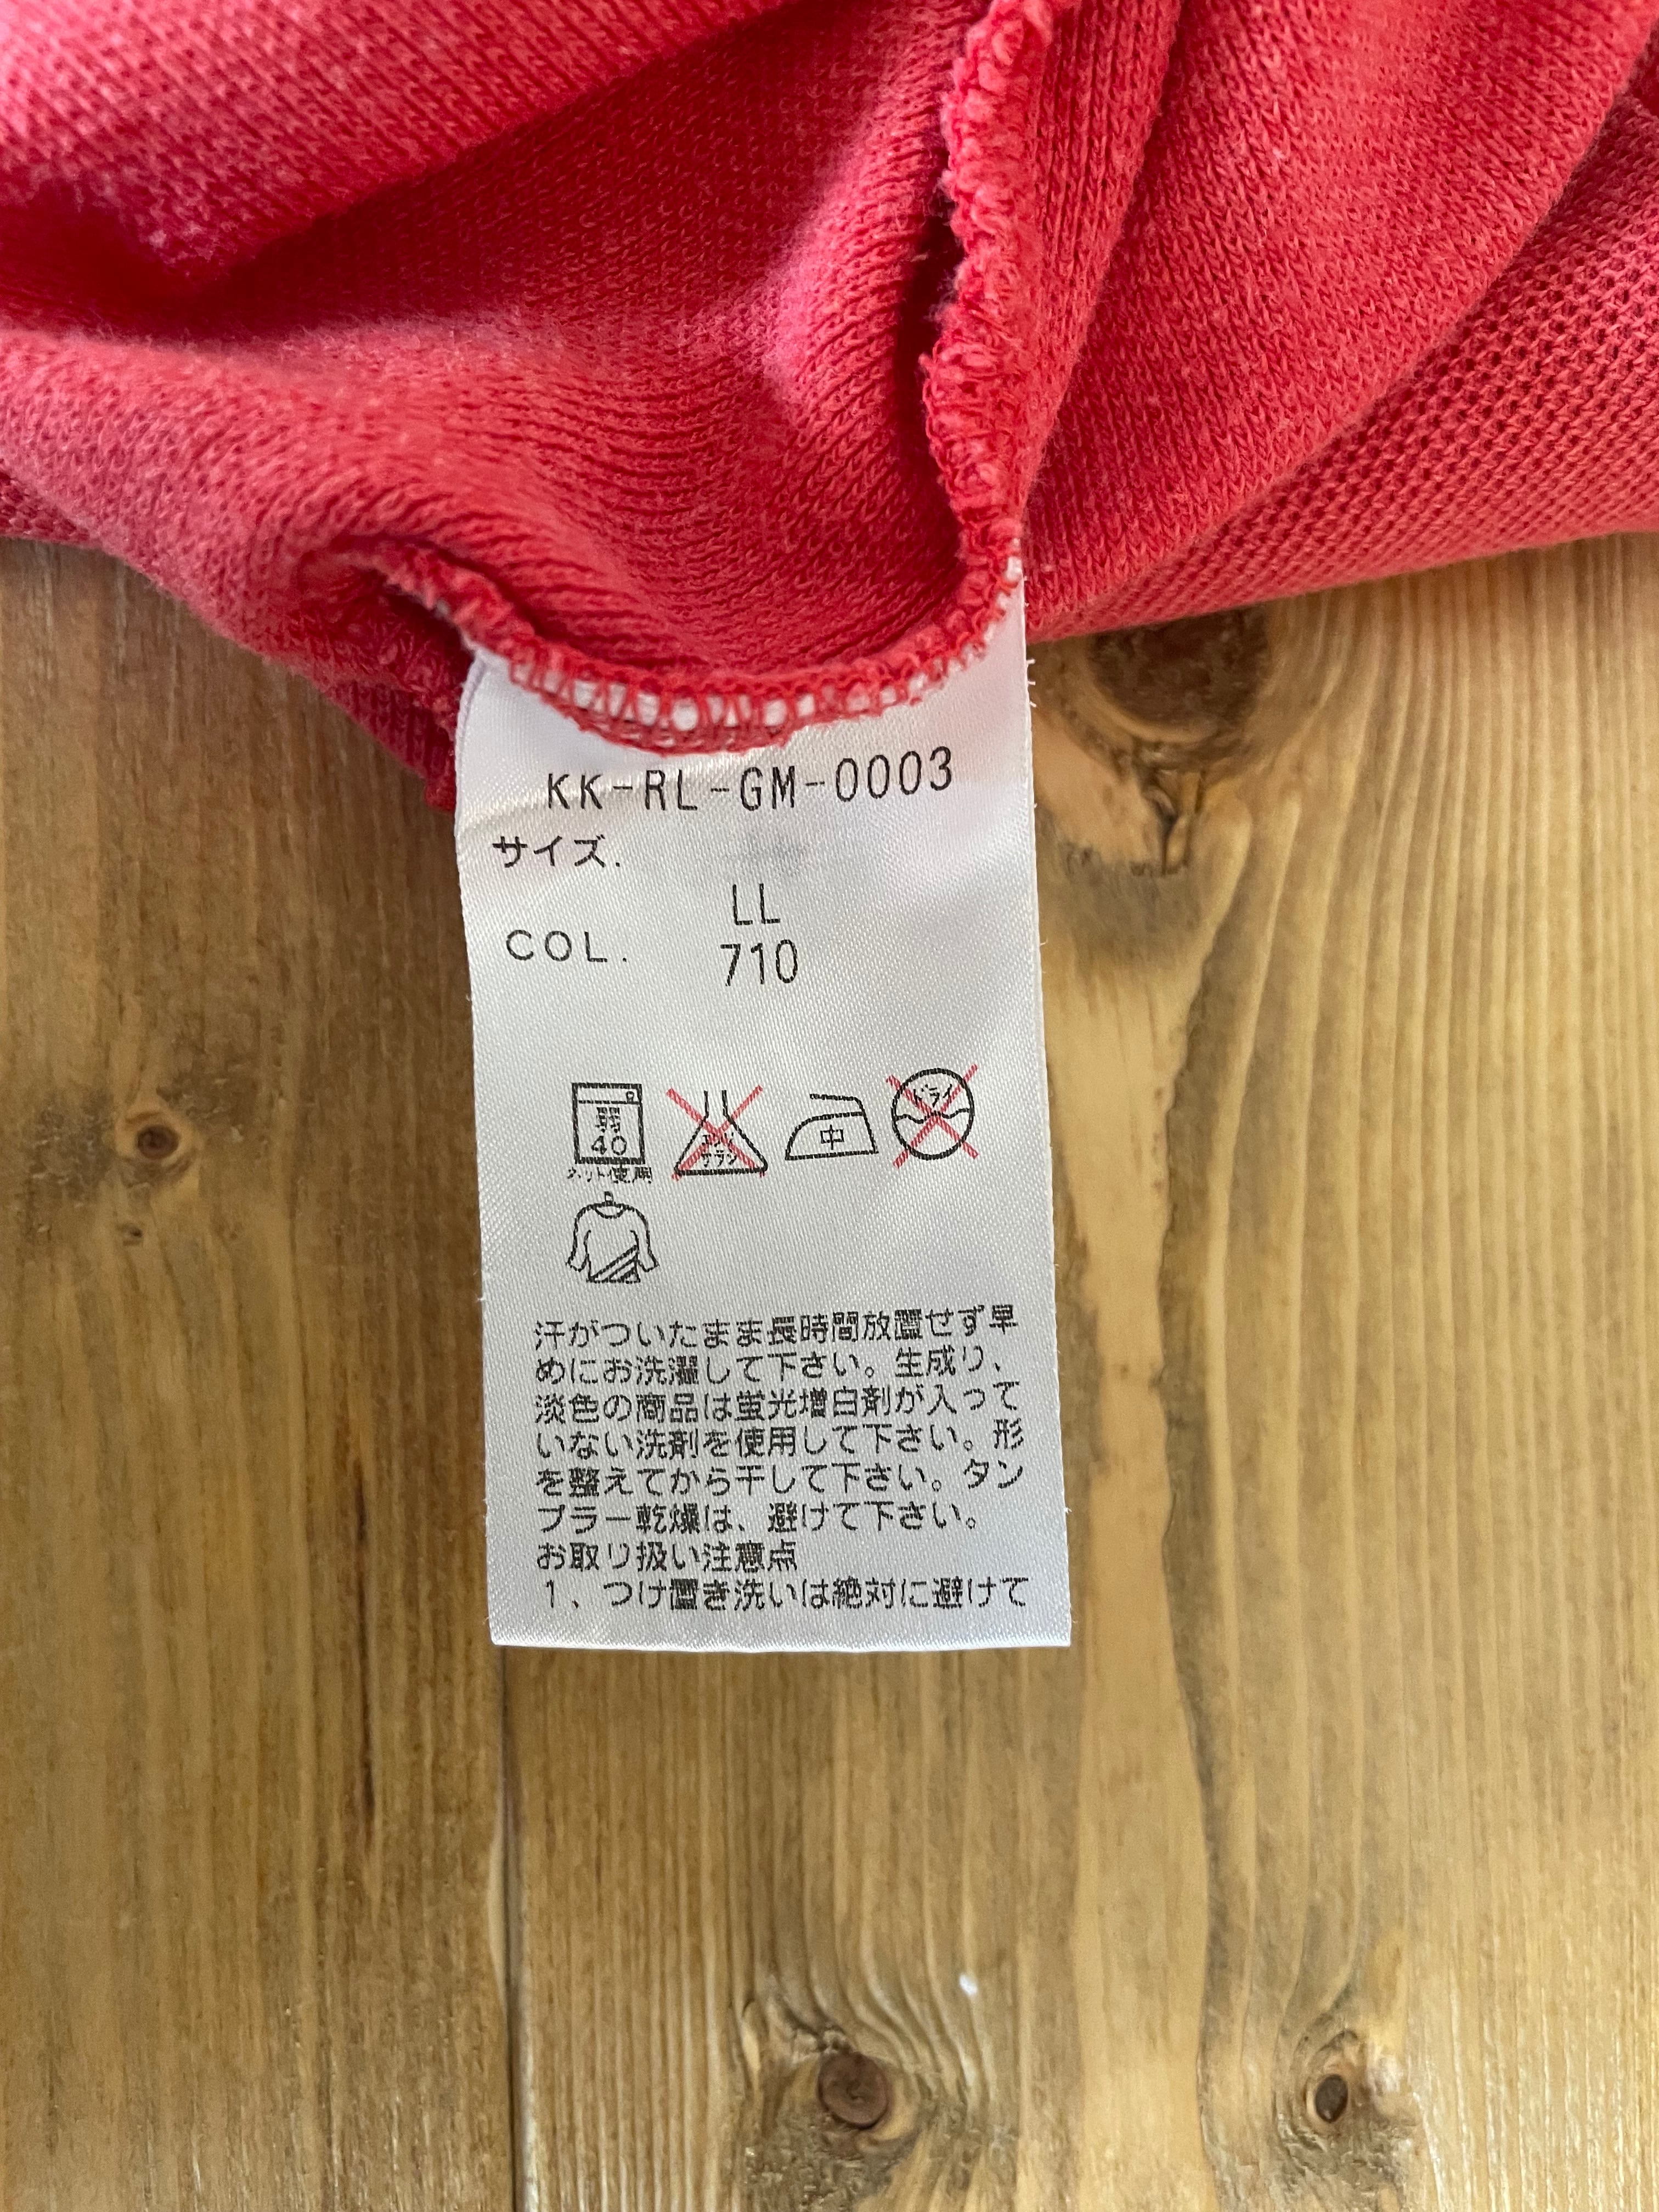 KK-RL-GM-0003
サイズ.
LL
COL. 710
弱
40
ネット使用
エンソ
サラシ
中
ドライ
汗がついたまま長時間放置せず早
めにお洗濯して下さい。生成り、
淡色の商品は蛍光増白剤が入って
いない洗剤を使用して下さい。形
を整えてから干して下さい。タン
ブラー乾燥は、避けて下さい。
お取り扱い注意点
1、つけ置き洗いは絶対に避けて